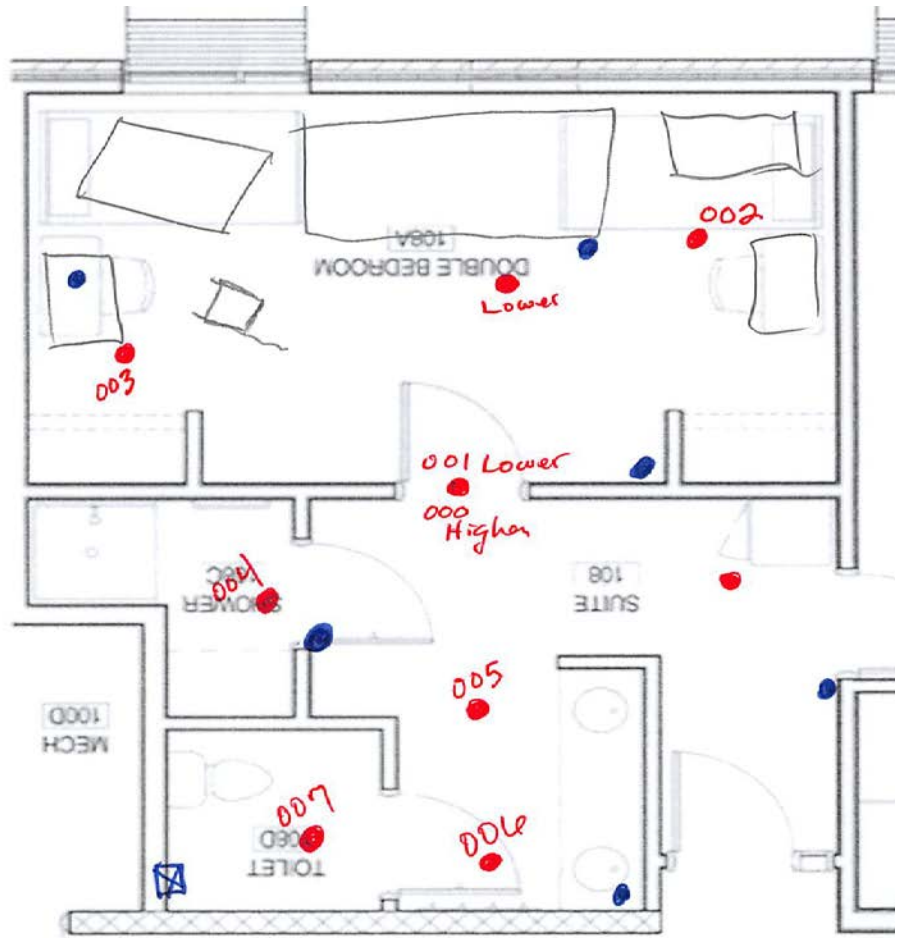 002
108A
DOUBLE BEDROOM
Lower
003
001 Lower
000
Higher
004
108C
SHOWER
108
SUITE
005
100D
MECH
007
108D
TOILET
006